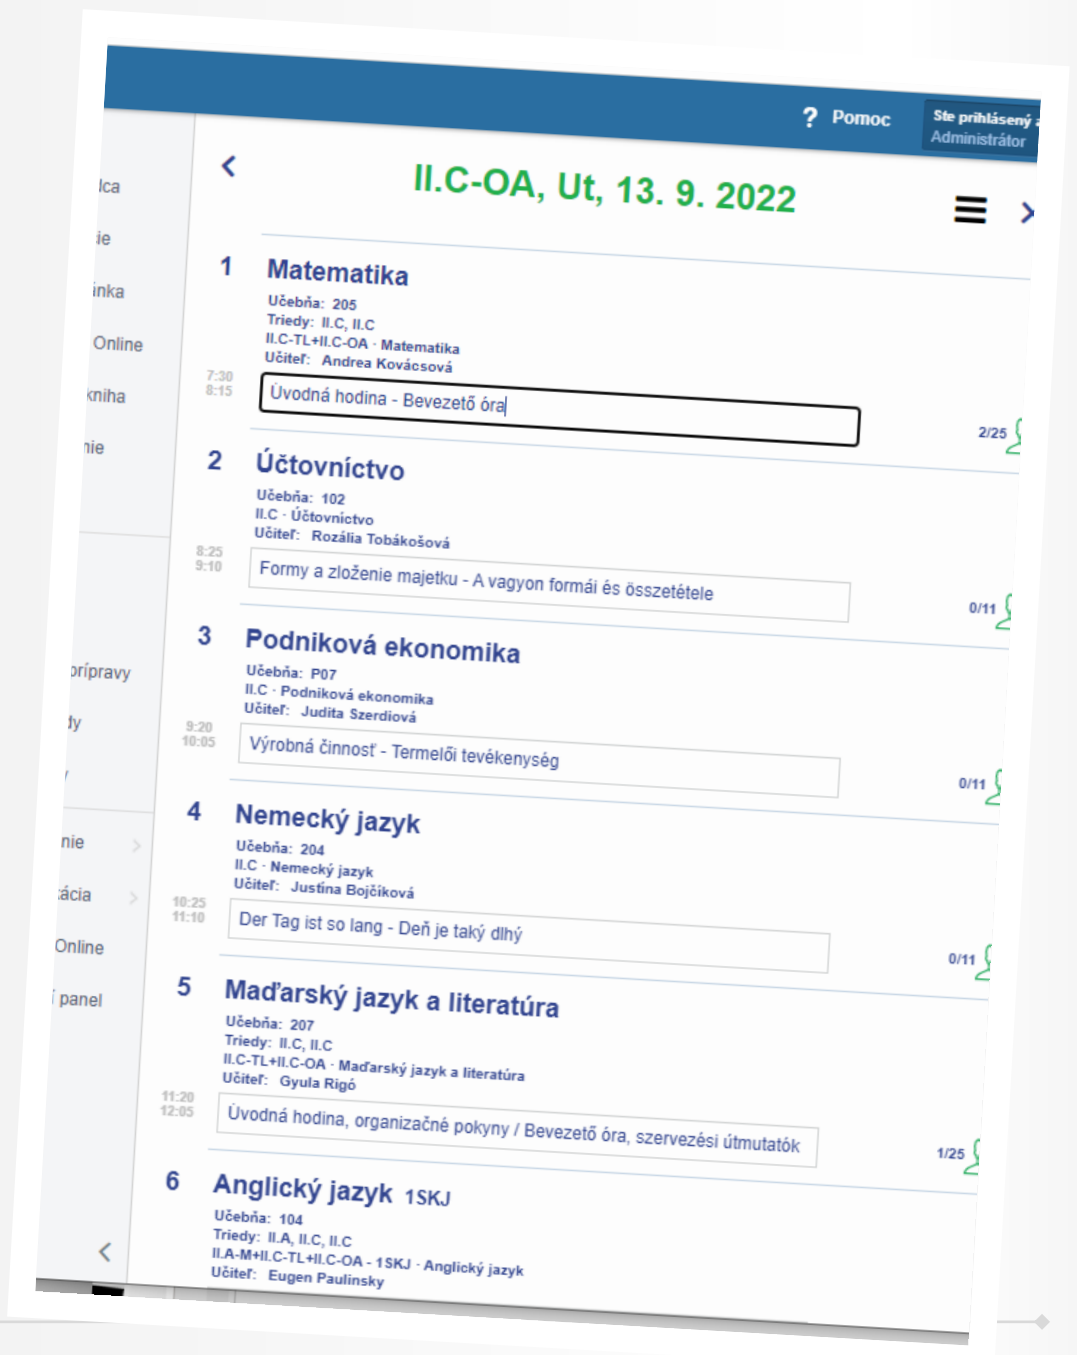 ? Pomoc
Ste prihlásený
Administrátor
II.C-OA, Ut, 13. 9. 2022
Online
panel
Online
prípravy
1 Matematika
Učebňa: 205
Triedy: II.C, II.C
II.C-TL+II.C-OA · Matematika
Učiteľ: Andrea Kovácsová
7:30
8:15
Úvodná hodina - Bevezető óra
2/25
2 Účtovníctvo
Učebňa: 102
II.C · Účtovníctvo
Učiteľ: Rozália Tobákošová
8:25
9:10
Formy a zloženie majetku - A vagyon formái és összetétele
0/11
3 Podniková ekonomika
Učebňa: P07
II.C · Podniková ekonomika
Učiteľ: Judita Szerdiová
9:20
10:05
Výrobná činnosť - Termelői tevékenység
0/11
4 Nemecký jazyk
Učebňa: 204
II.C · Nemecký jazyk
Učiteľ: Justína Bojčíková
10:25
11:10
Der Tag ist so lang - Deň je taký dlhý
0/11
5 Maďarský jazyk a literatúra
Učebňa: 207
Triedy: II.C, II.C
II.C-TL+II.C-OA · Maďarský jazyk a literatúra
Učiteľ: Gyula Rigó
11:20
12:05
Úvodná hodina, organizačné pokyny / Bevezető óra, szervezési útmutatók
1/25
6 Anglický jazyk 1SKJ
Učebňa: 104
Triedy: II.A, II.C, II.C
II.A-M+II.C-TL+II.C-OA - 1SKJ · Anglický jazyk
Učiteľ: Eugen Paulinsky